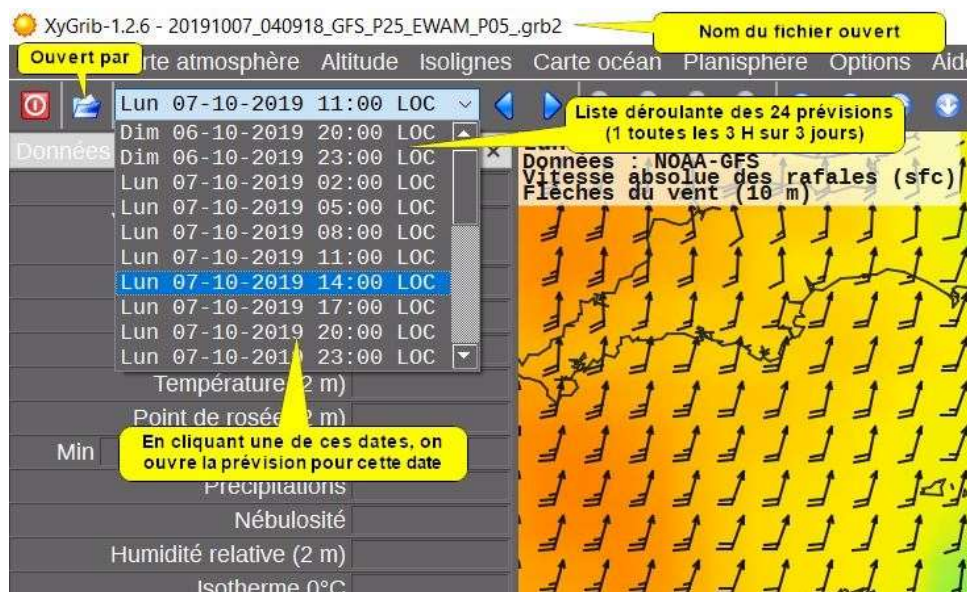 XyGrib-1.2.6 - 20191007_040918_GFS_P25_EWAM_P05_.grb2
Nom du fichier ouvert
Ouvert par
rte atmosphère Altitude Isolignes Carte océan Planisphère Options Aide
Lun 07-10-2019 11:00 LOC
Liste déroulante des 24 prévisions
(1 toutes les 3 H sur 3 jours)
Données
Dim 06-10-2019 20:00 LOC
Dim 06-10-2019 23:00 LOC
Lun 07-10-2019 02:00 LOC
Lun 07-10-2019 05:00 LOC
Lun 07-10-2019 08:00 LOC
Lun 07-10-2019 11:00 LOC
Lun 07-10-2019 14:00 LOC
Lun 07-10-2019 17:00 LOC
Lun 07-10-2019 20:00 LOC
Lun 07-10-2019 23:00 LOC
Données : NOAA-GFS
Vitesse absolue des rafales (sfc)
Flèches du vent (10 m)
Température (2 m)
Point de rosée (2 m)
Min
En cliquant une de ces dates, on
ouvre la prévision pour cette date
Précipitations
Nébulosité
Humidité relative (2 m)
Isotherme 0°C